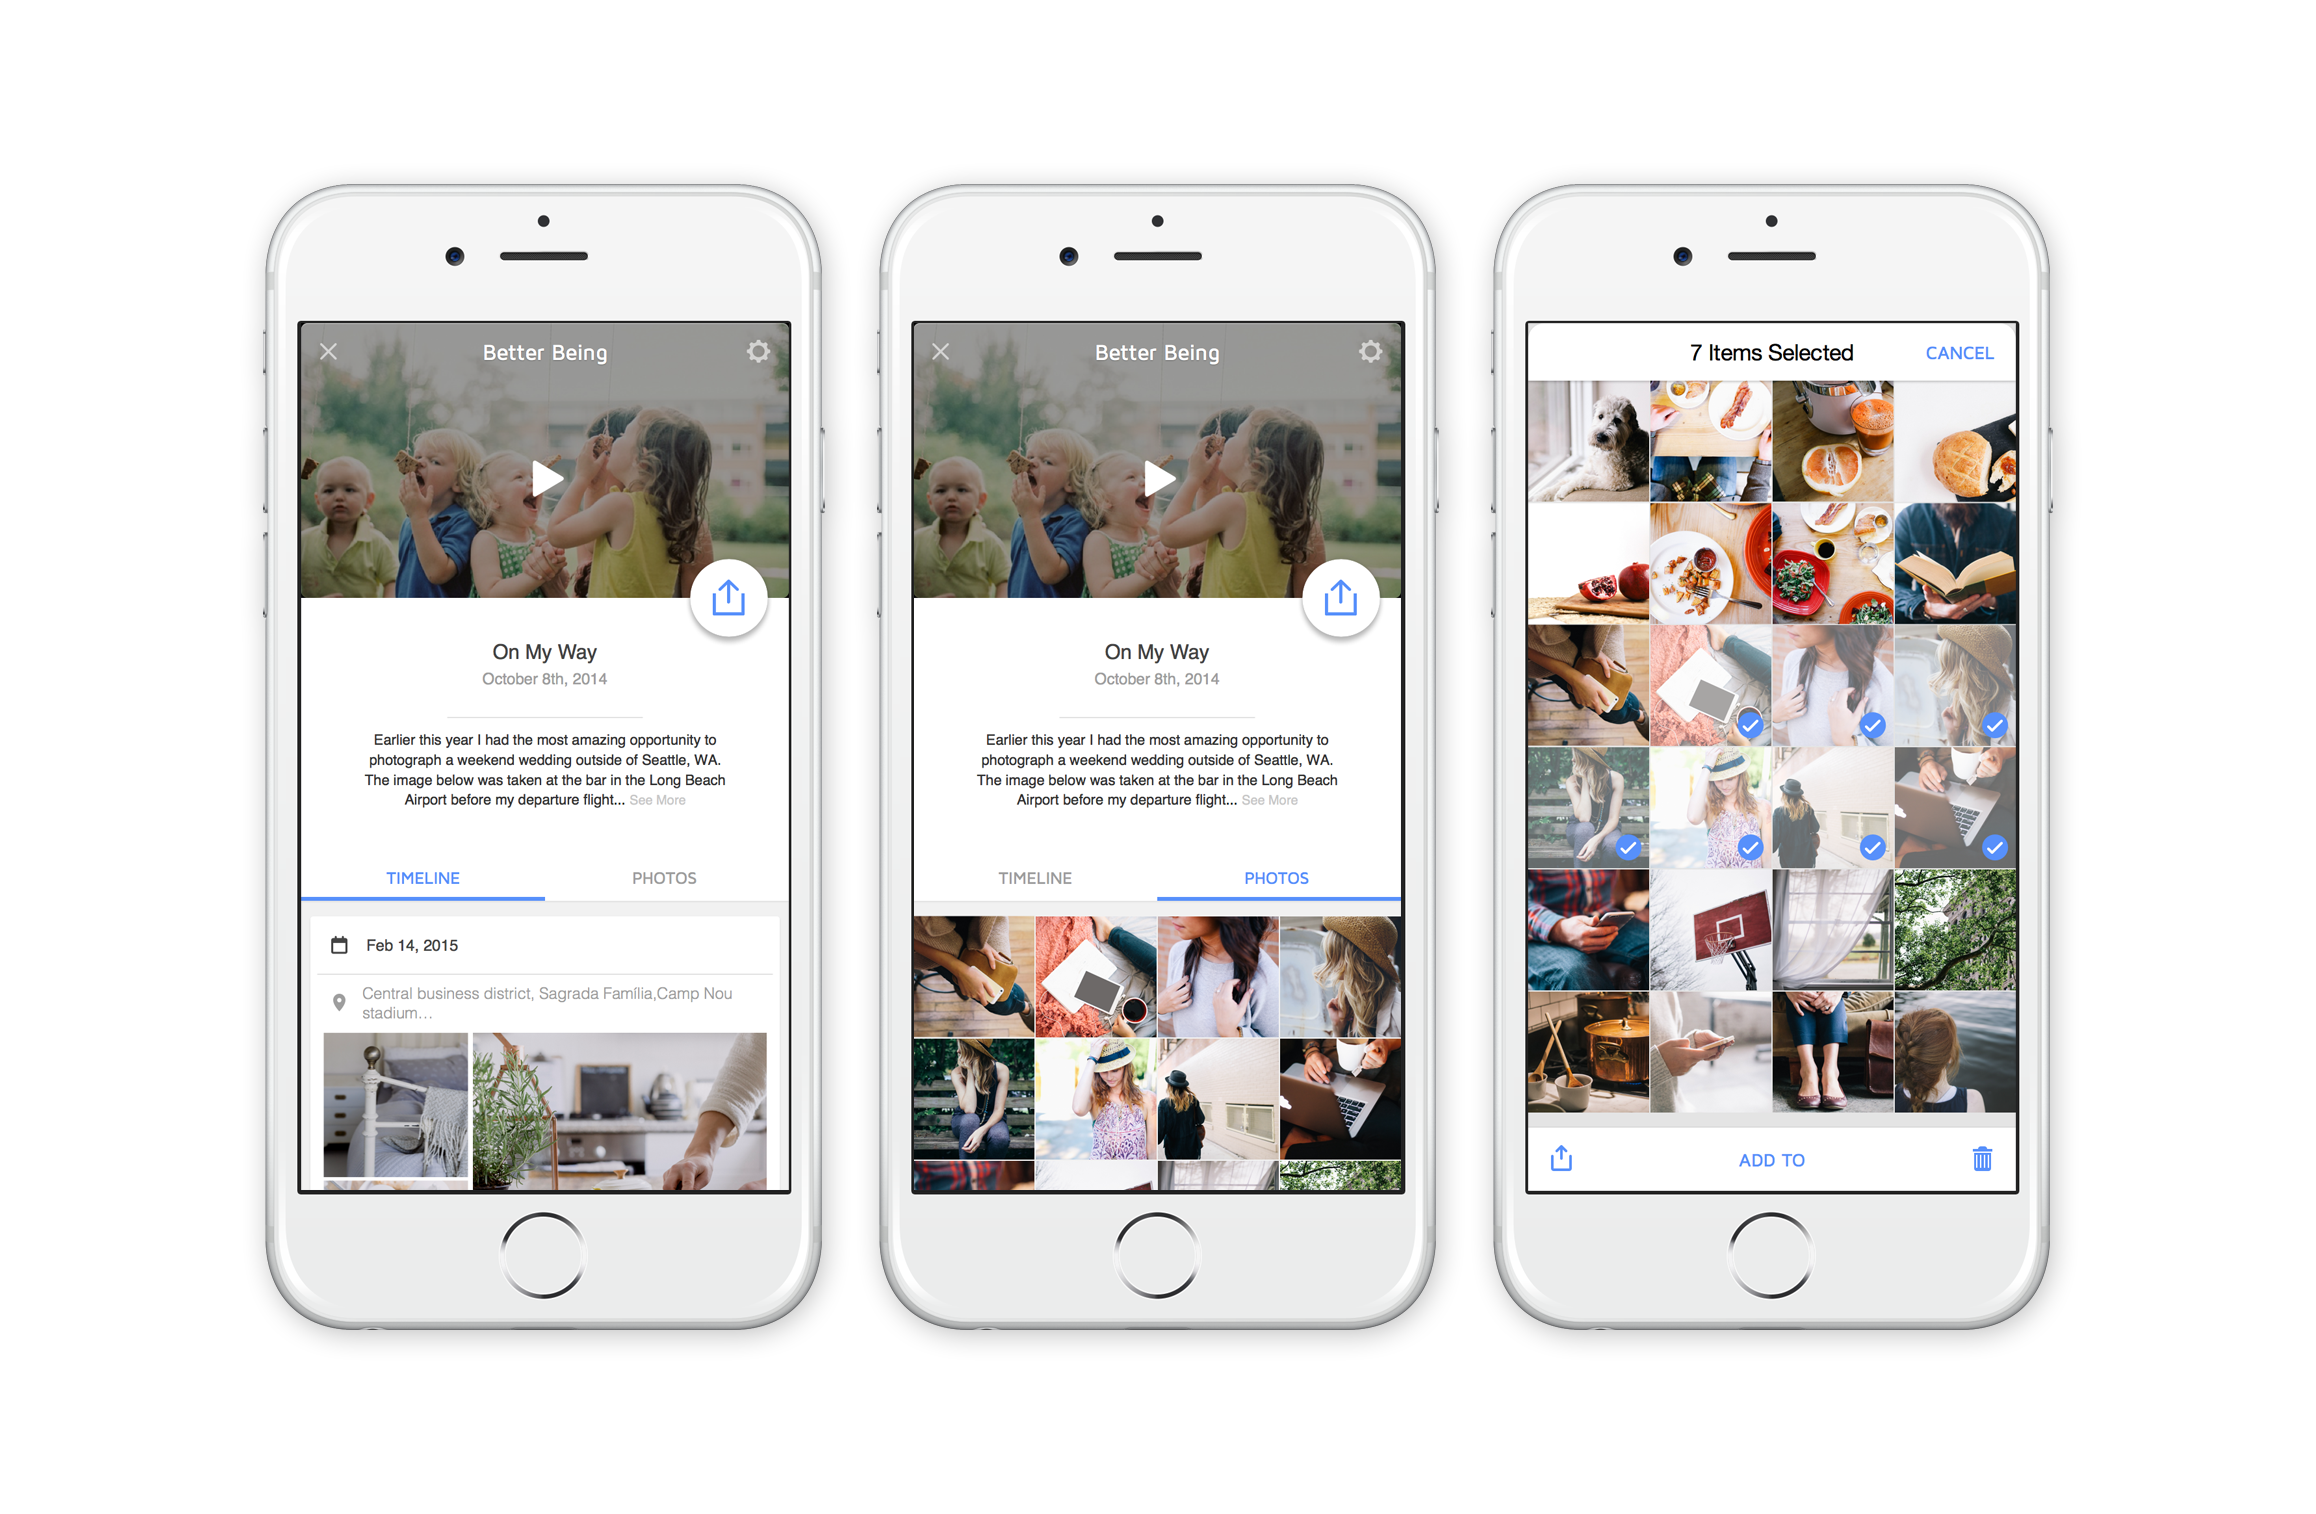 Better Being
On My Way
October 8th, 2014
Earlier this year I had the most amazing opportunity to
photograph a weekend wedding outside of Seattle, WA.
The image below was taken at the bar in the Long Beach
Airport before my departure flight... See More
TIMELINE PHOTOS
Feb 14, 2015
Central business district, Sagrada Família,Camp Nou
stadium...
Better Being
On My Way
October 8th, 2014
Earlier this year I had the most amazing opportunity to
photograph a weekend wedding outside of Seattle, WA.
The image below was taken at the bar in the Long Beach
Airport before my departure flight... See More
TIMELINE PHOTOS
7 Items Selected CANCEL
ADD TO